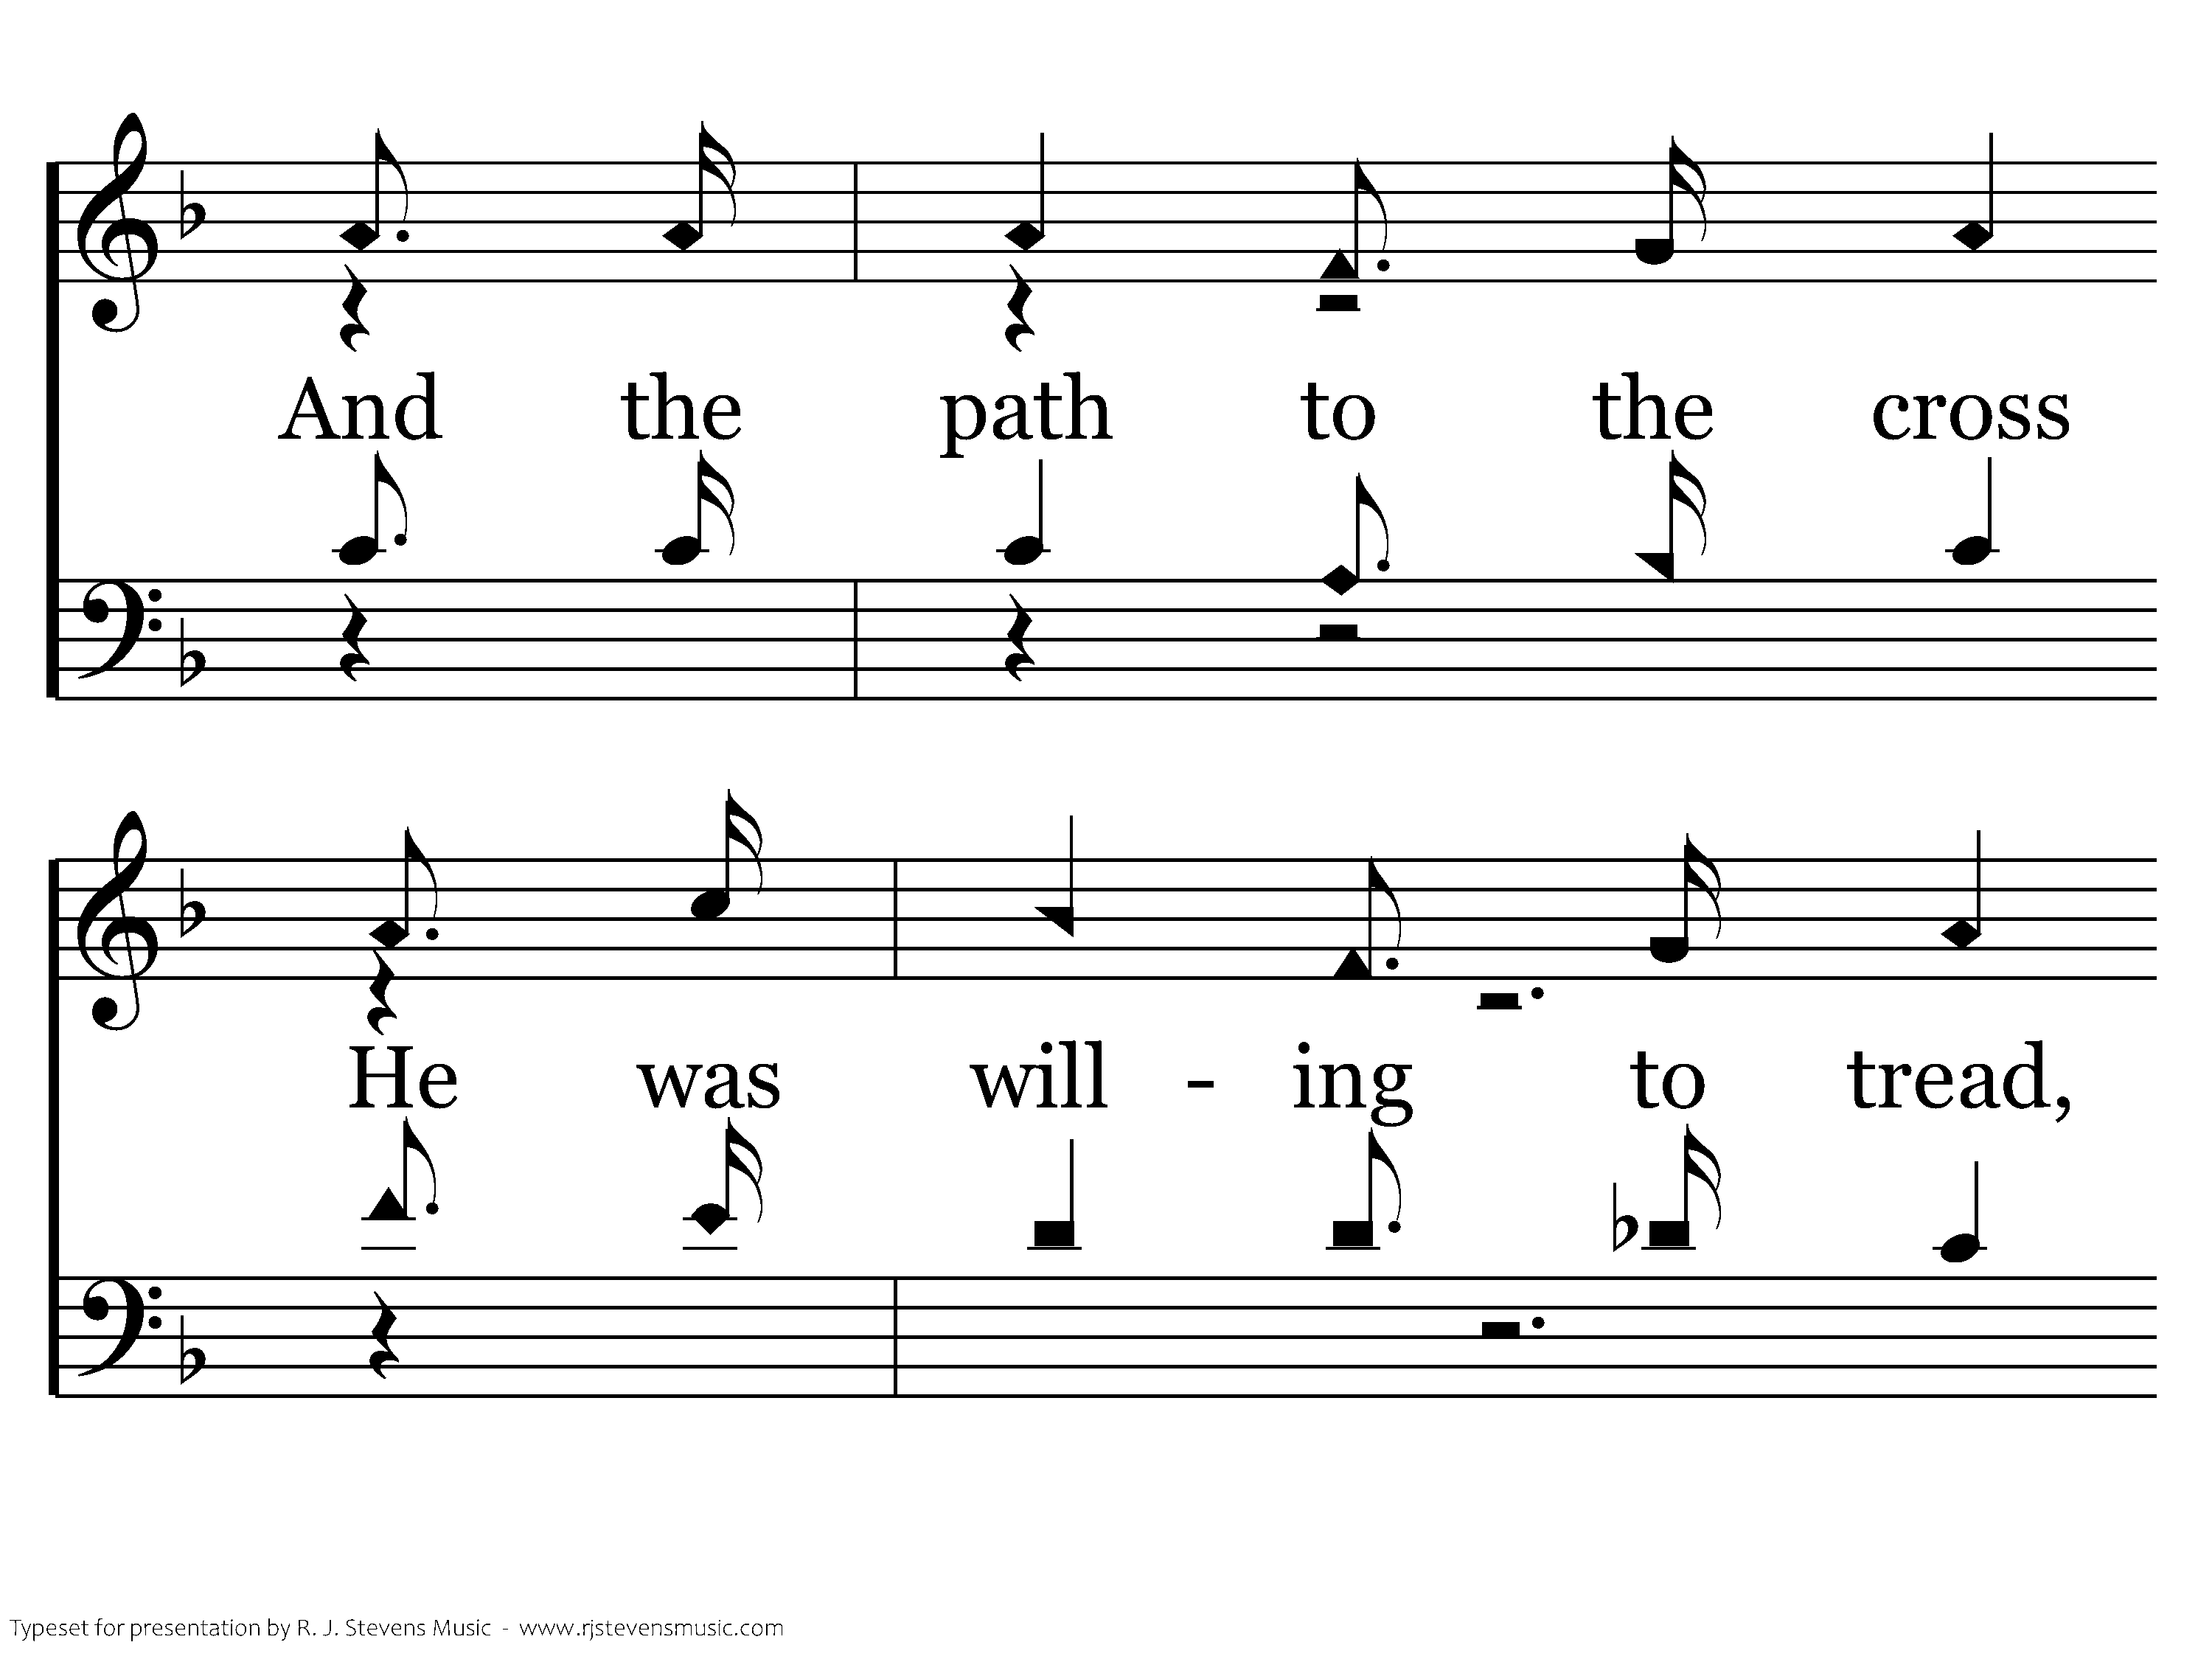 And the path to the cross
He was will - ing to tread,
Typeset for presentation by R. J. Stevens Music - www.rjstevensmusic.com